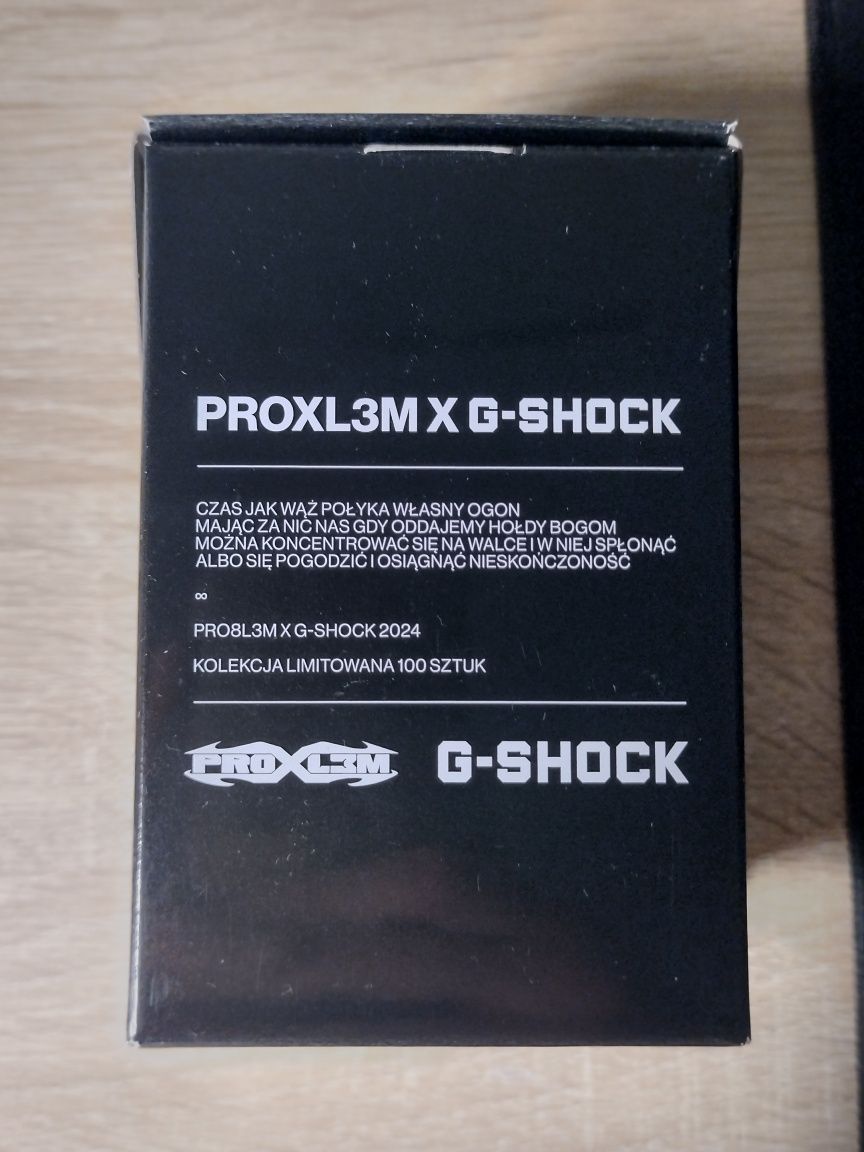 PROXL3M X G-SHOCK
CZAS JAK WĄŻ POŁYKA WŁASNY OGON
MAJĄC ZA NIC NAS GDY ODDAJEMY HOŁDY BOGOM
MOŻNA KONCENTROWAĆ SIĘ NA WALCE I W NIEJ SPŁONĄĆ
ALBO SIĘ POGODZIĆ I OSIĄGNĄĆ NIESKOŃCZONOŚĆ
∞
PRO8L3M X G-SHOCK 2024
KOLEKCJA LIMITOWANA 100 SZTUK
PROXL3M G-SHOCK